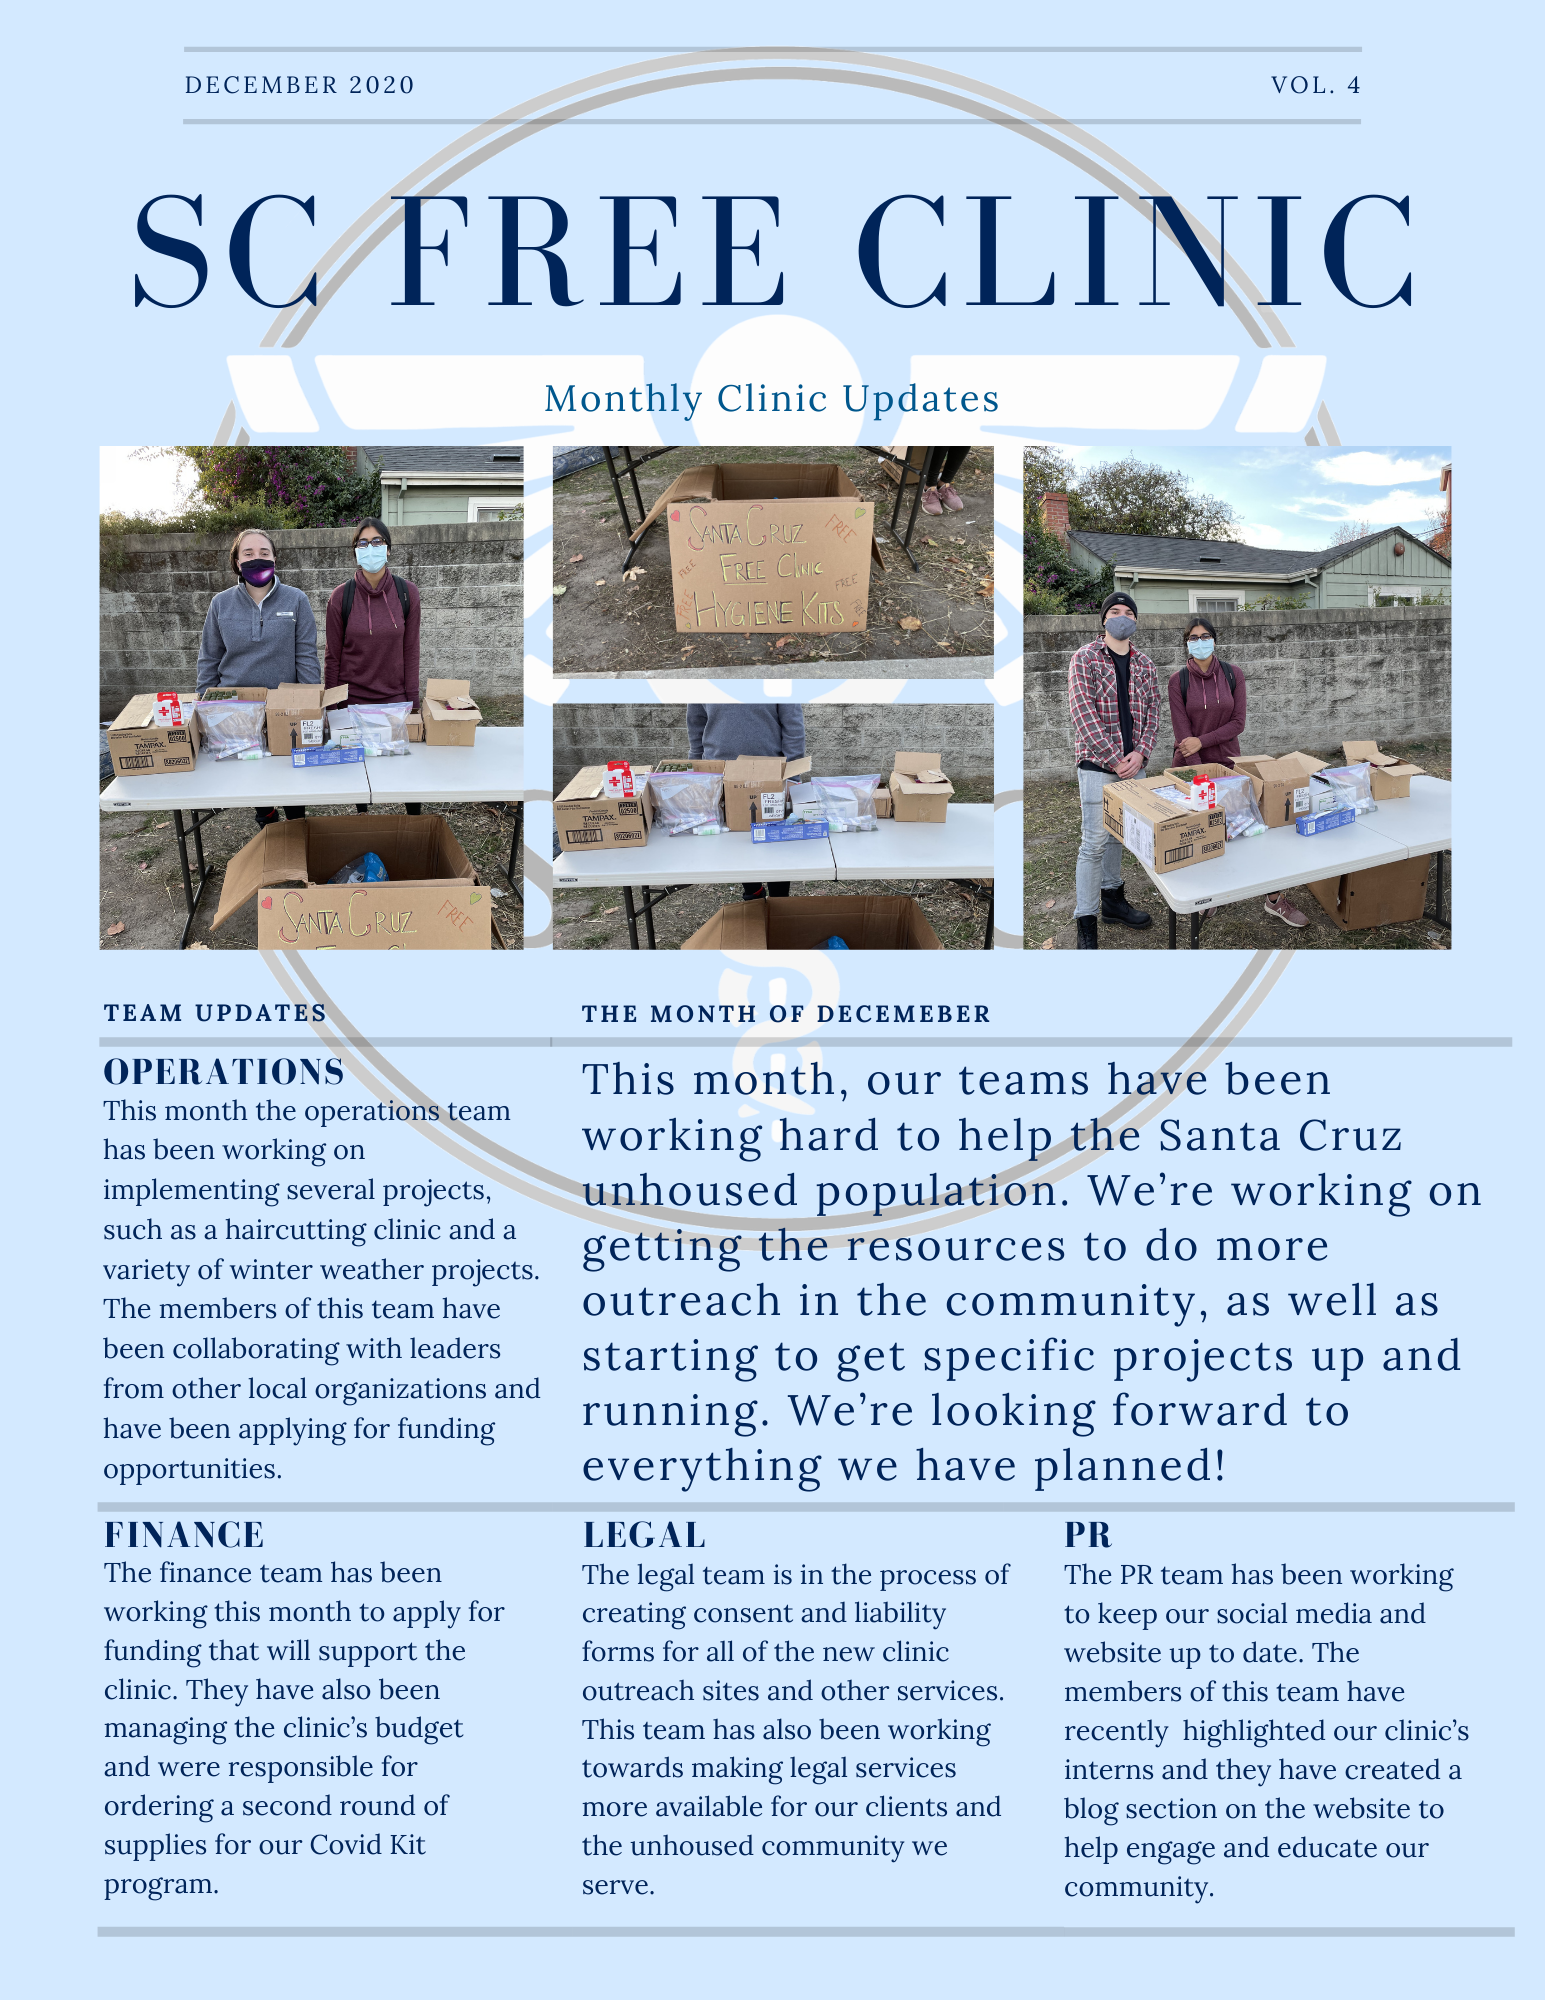 DECEMBER 2020
VOL. 4
SC FREE CLINIC
Monthly Clinic Updates
TAMPAX
UP
FL2
SANTA CRUZ
FREE
SANTA CRUZ
FREE
FREE
FREE CLINIC
FREE
HYGIENE KITS
TAMPAX
UP
FL2
TAMPAX
TEAM UPDATES
OPERATIONS
This month the operations team
has been working on
implementing several projects,
such as a haircutting clinic and a
variety of winter weather projects.
The members of this team have
been collaborating with leaders
from other local organizations and
have been applying for funding
opportunities.
THE MONTH OF DECEMEBER
This month, our teams have been
working hard to help the Santa Cruz
unhoused population. We’re working on
getting the resources to do more
outreach in the community, as well as
starting to get specific projects up and
running. We’re looking forward to
everything we have planned!
FINANCE
The finance team has been
working this month to apply for
funding that will support the
clinic. They have also been
managing the clinic’s budget
and were responsible for
ordering a second round of
supplies for our Covid Kit
program.
LEGAL
The legal team is in the process of
creating consent and liability
forms for all of the new clinic
outreach sites and other services.
This team has also been working
towards making legal services
more available for our clients and
the unhoused community we
serve.
PR
The PR team has been working
to keep our social media and
website up to date. The
members of this team have
recently  highlighted our clinic’s
interns and they have created a
blog section on the website to
help engage and educate our
community.